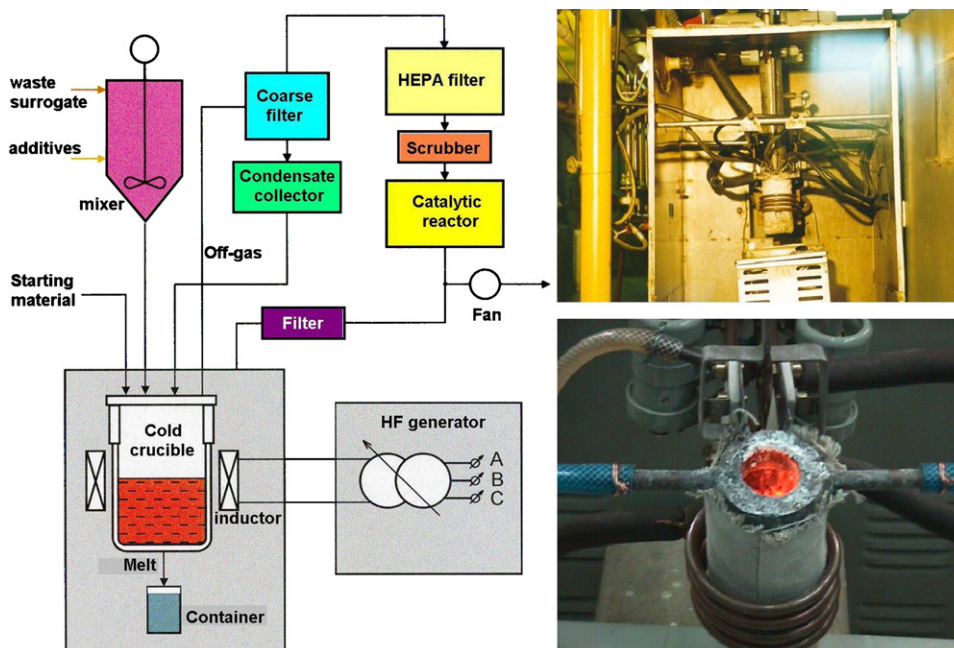 waste
surrogate
additives
mixer
Coarse
filter
Condensate
collector
HEPA filter
Scrubber
Catalytic
reactor
Off-gas
Starting
material
Filter
Fan
Cold
crucible
inductor
HF generator
A
B
C
Melt
Container